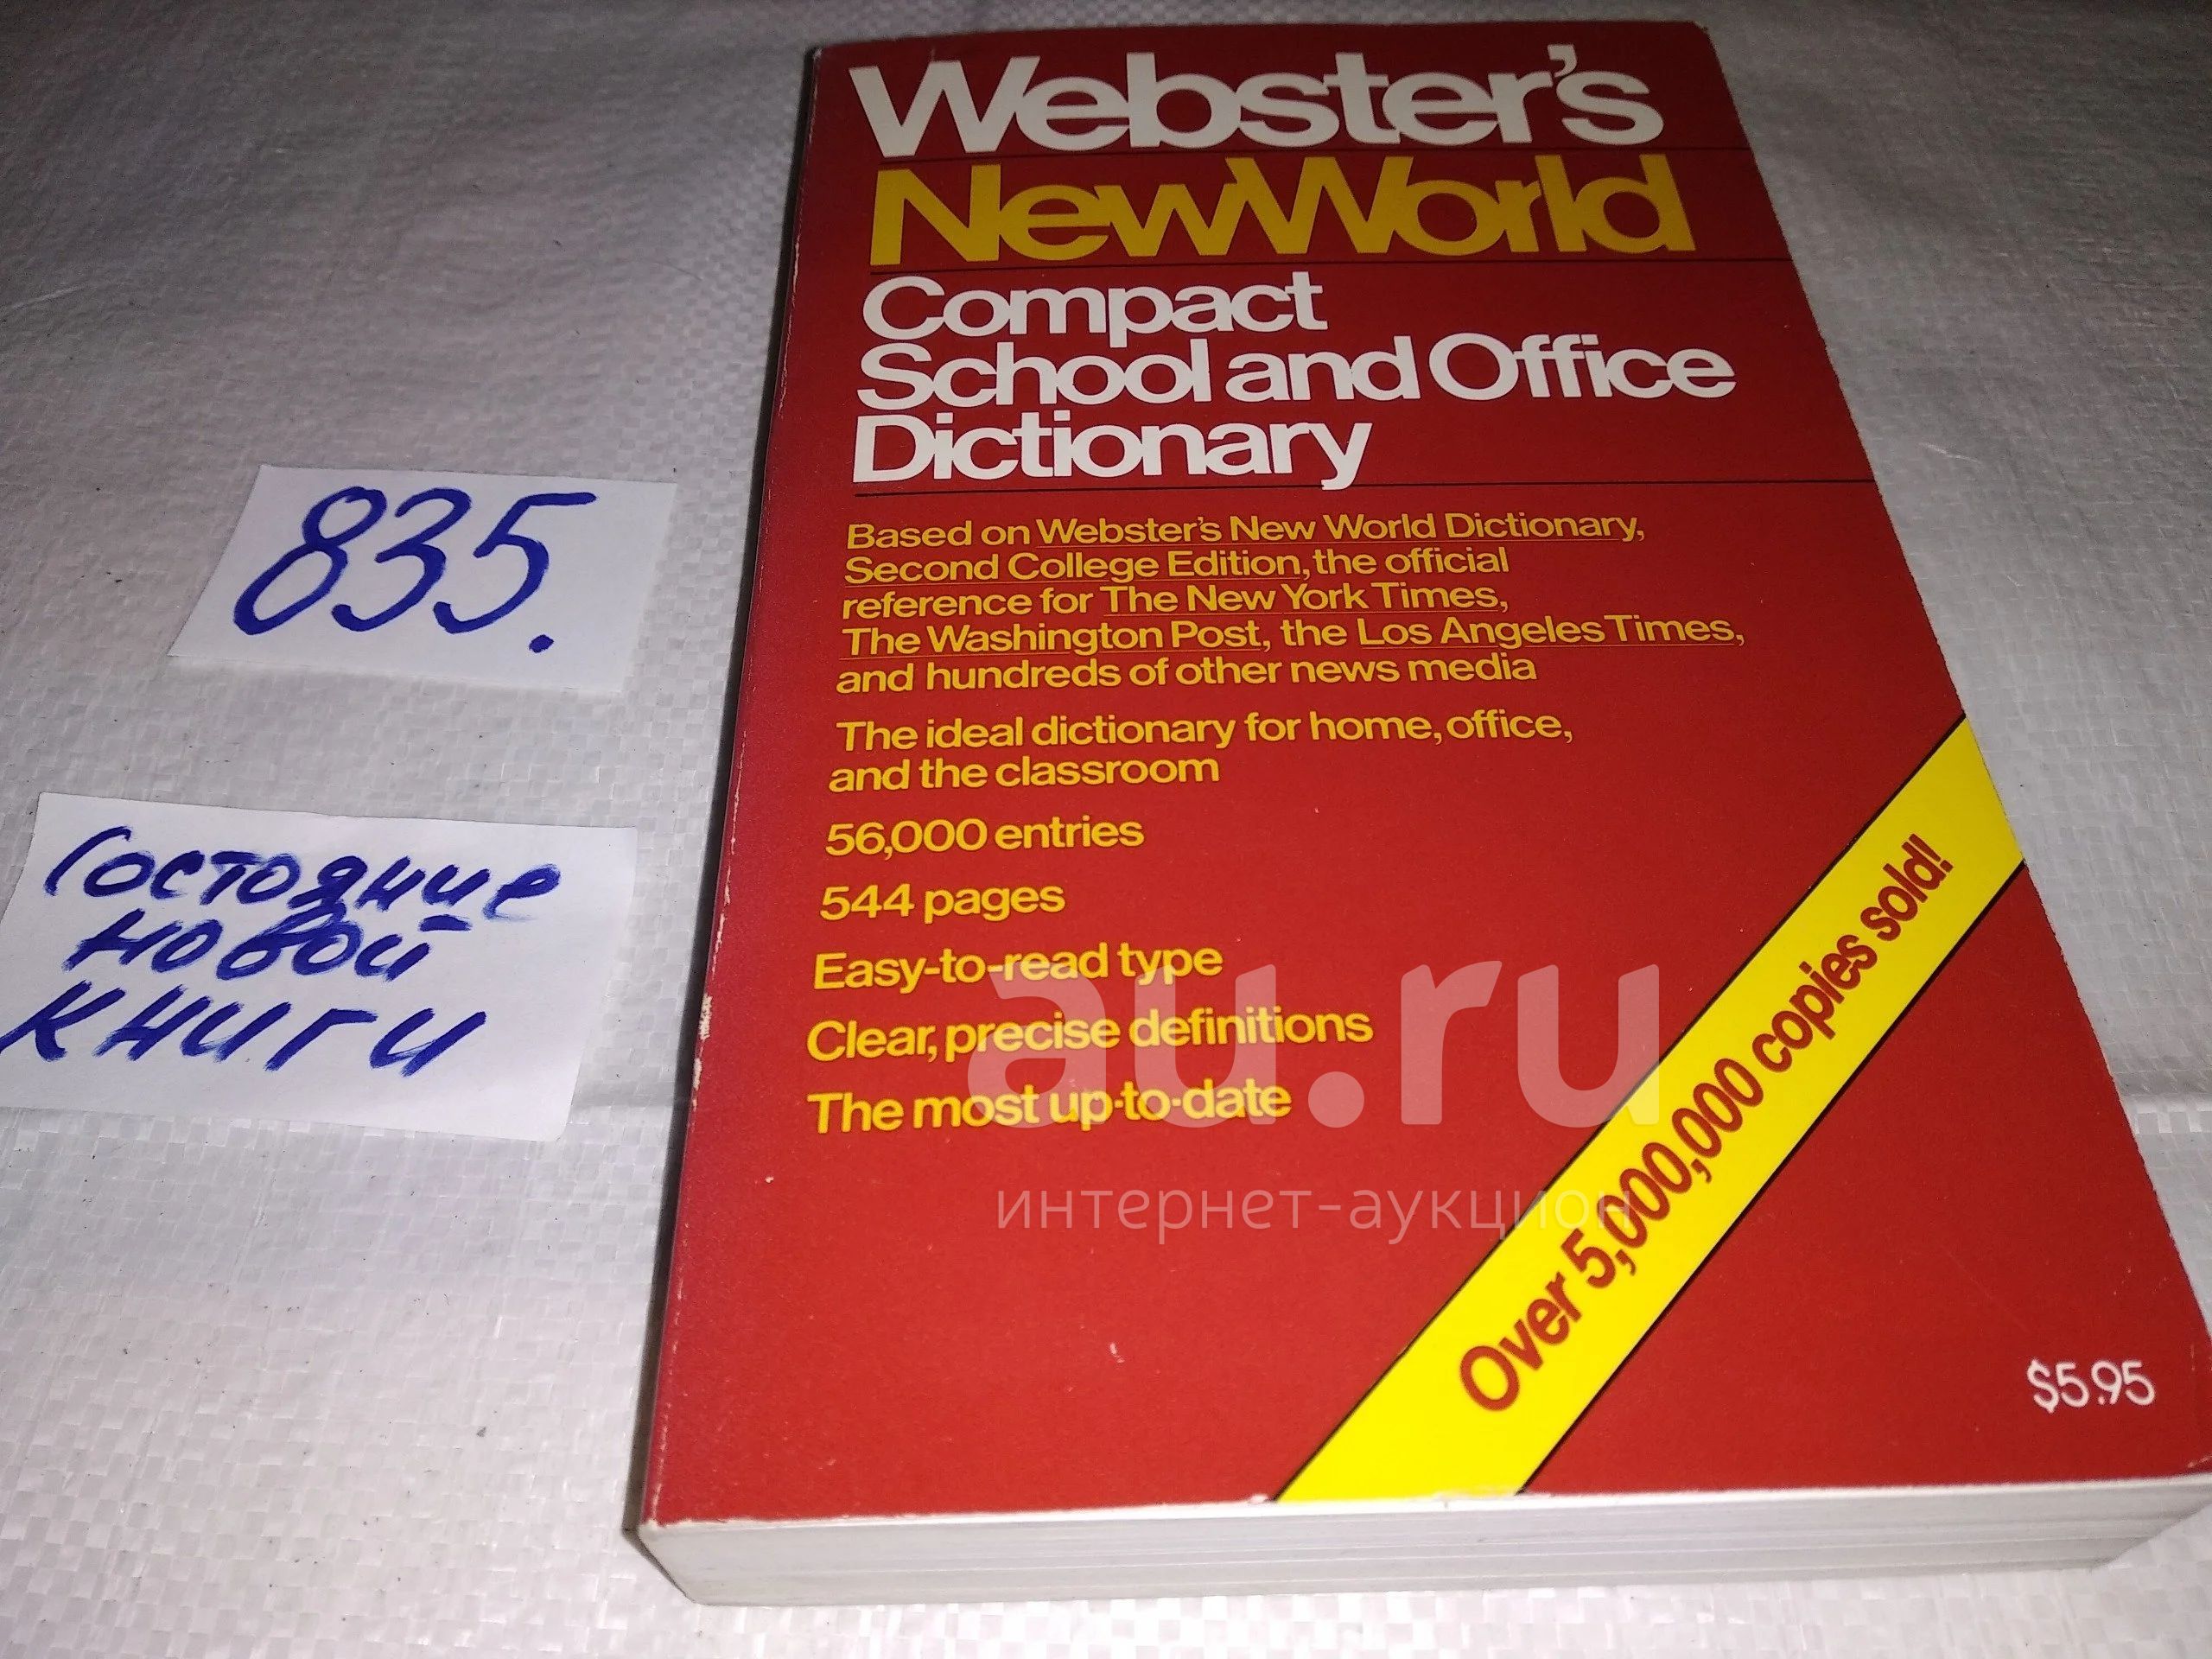 Webster's
NewWorld
Compact
School and Office
Dictionary
Based on Webster's New World Dictionary,
Second College Edition, the official
reference for The New York Times,
The Washington Post, the Los Angeles Times,
and hundreds of other news media
The ideal dictionary for home, office,
and the classroom
56,000 entries
544 pages
Easy-to-read type
Clear, precise definitions
The most up-to-date
Over 5,000,000 copies sold!
$5.95
835.
Состояние
новой
книги
au.ru
интернет-аукцион